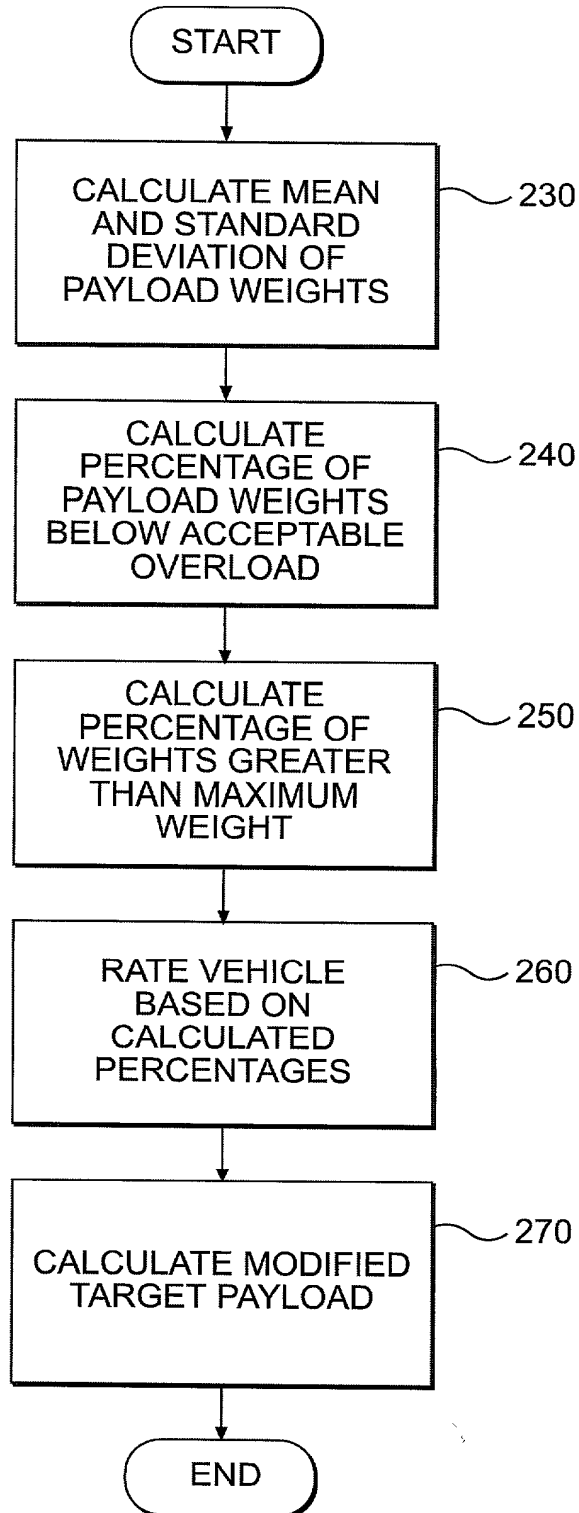 START
CALCULATE MEAN
AND STANDARD
DEVIATION OF
PAYLOAD WEIGHTS
230
CALCULATE
PERCENTAGE OF
PAYLOAD WEIGHTS
BELOW ACCEPTABLE
OVERLOAD
240
CALCULATE
PERCENTAGE OF
WEIGHTS GREATER
THAN MAXIMUM
WEIGHT
250
RATE VEHICLE
BASED ON
CALCULATED
PERCENTAGES
260
CALCULATE MODIFIED
TARGET PAYLOAD
270
END